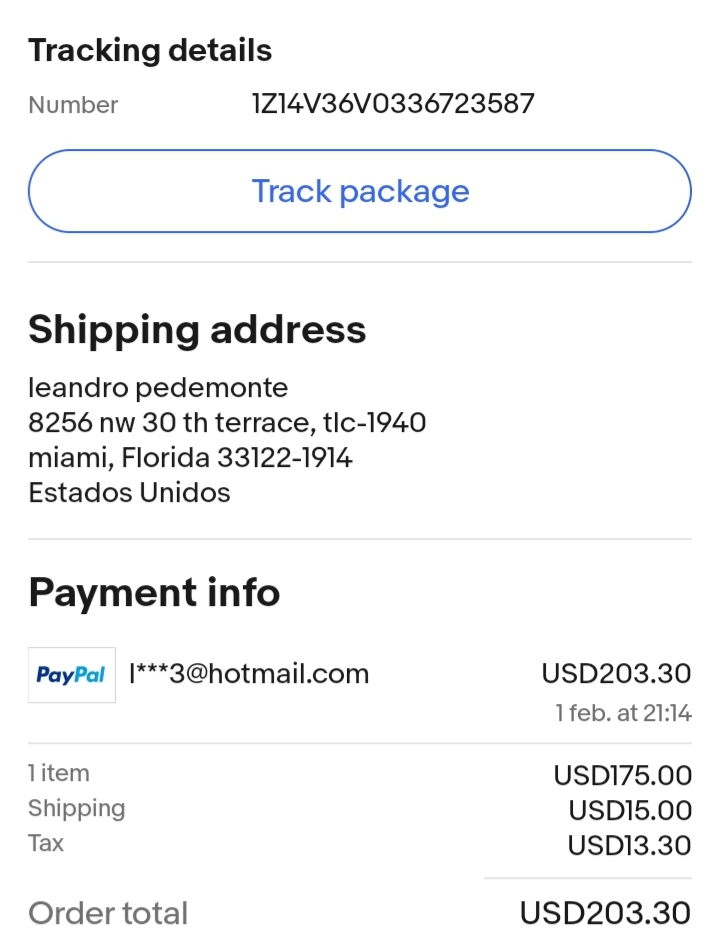 Tracking details
Number 1Z14V36V0336723587
Track package
Shipping address
leandro pedemonte
8256 nw 30 th terrace, tlc-1940
miami, Florida 33122-1914
Estados Unidos
Payment info
PayPal l***3@hotmail.com USD203.30
1 feb. at 21:14
1 item USD175.00
Shipping USD15.00
Tax USD13.30
Order total USD203.30